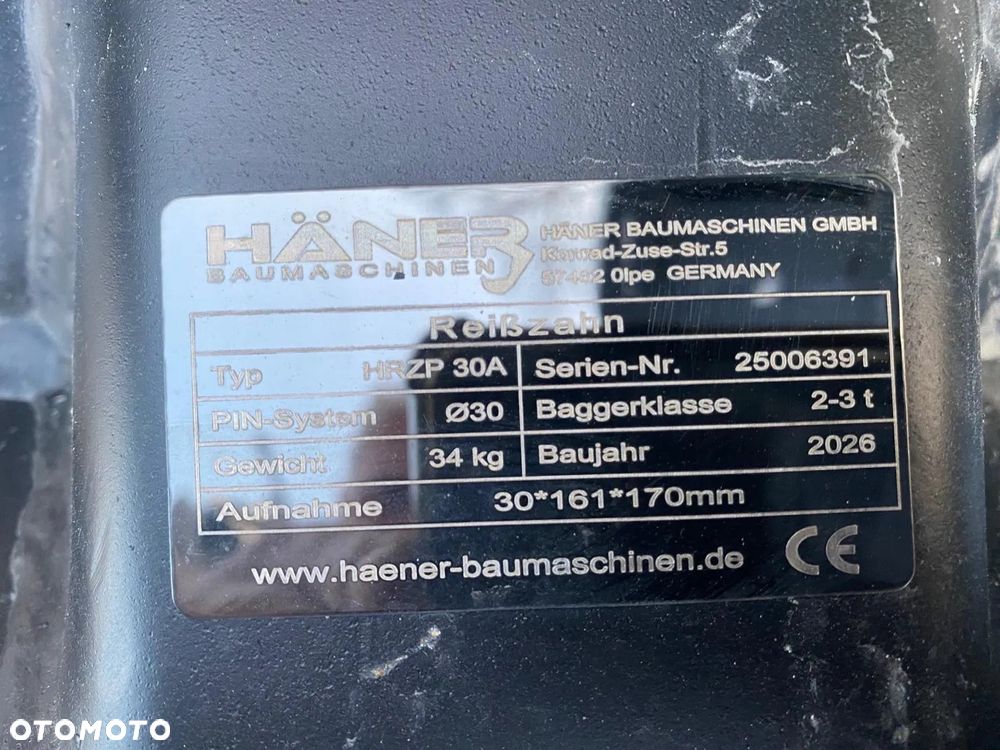 HÄNER
BAUMASCHINEN
HÄNER BAUMASCHINEN GMBH
Konrad-Zuse-Str.5
57462 Olpe GERMANY
Reißzahn
Typ HRZP 30A Serien-Nr. 25006391
PIN-System Ø30 Baggerklasse 2-3 t
Gewicht 34 kg Baujahr 2026
Aufnahme 30*161*170mm
www.haener-baumaschinen.de CE
OTOMOTO